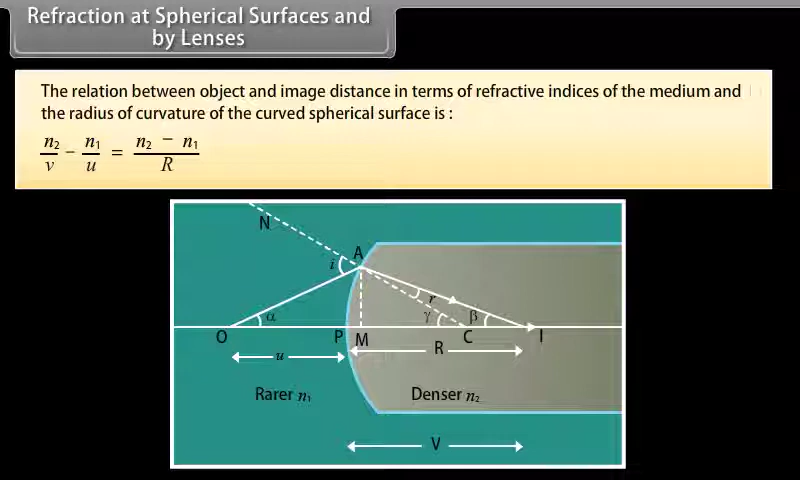 Refraction at Spherical Surfaces and
by Lenses
The relation between object and image distance in terms of refractive indices of the medium and
the radius of curvature of the curved spherical surface is :
n₂/v − n₁/u = n₂ − n₁/R
N
A
i
r
α
γ
β
O
P
M
C
I
u
R
Rarer n₁
Denser n₂
V